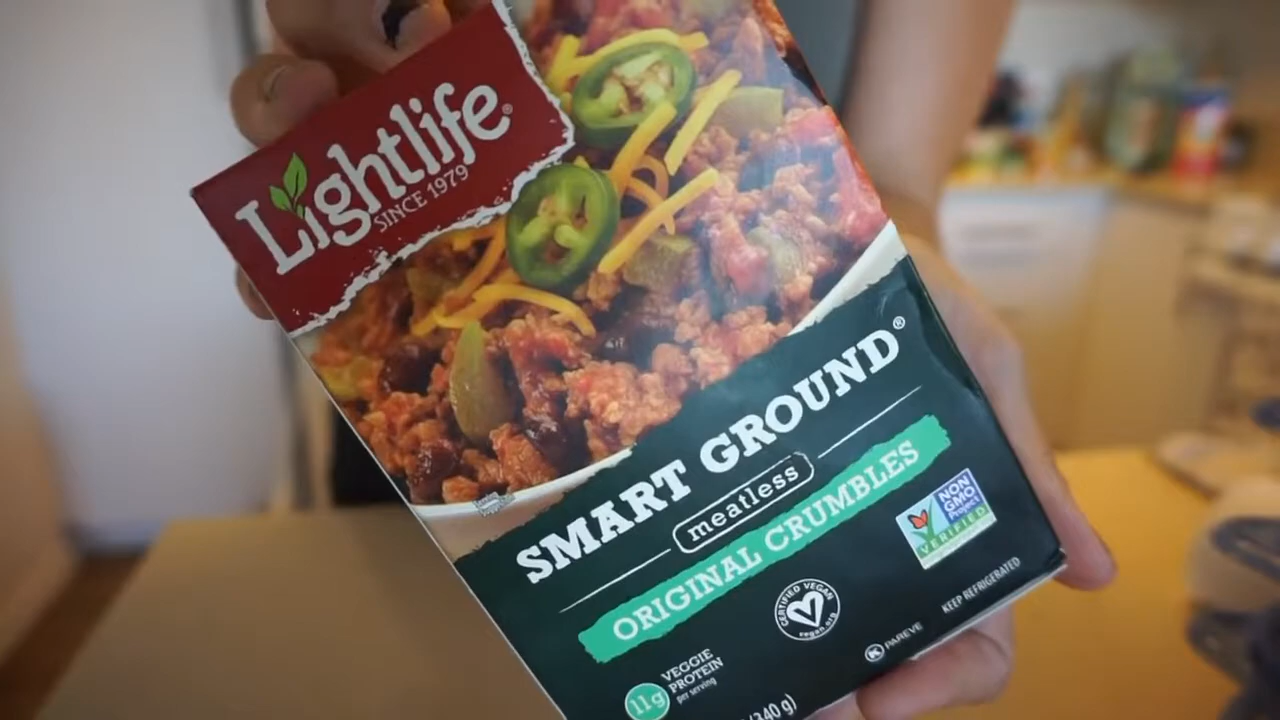 Lightlife®
SINCE 1979
SMART GROUND®
meatless
ORIGINAL CRUMBLES
NON
GMO
Project
VERIFIED
CERTIFIED VEGAN
vegan.org
KEEP REFRIGERATED
K PAREVE
11g
VEGGIE
PROTEIN
per serving
340 g)